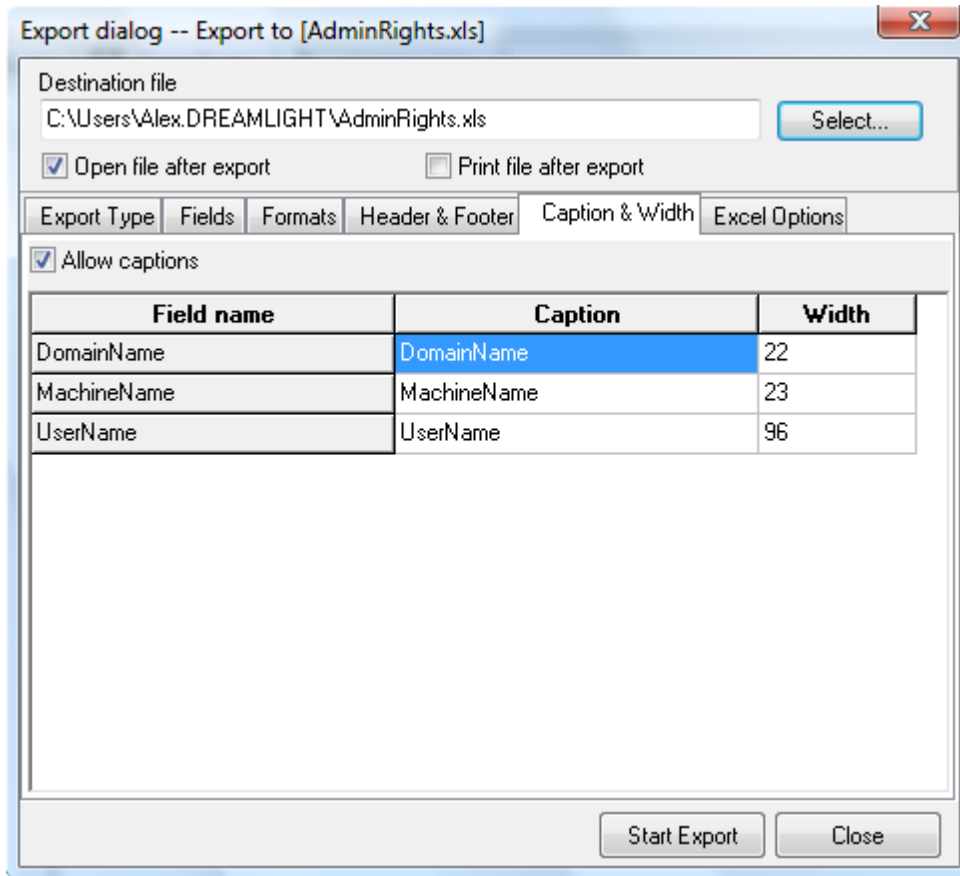 Export dialog -- Export to [AdminRights.xls]
Destination file
C:\Users\Alex.DREAMLIGHT\AdminRights.xls Select...
Open file after export Print file after export
Export Type Fields Formats Header & Footer Caption & Width Excel Options
Allow captions
Field name Caption Width
DomainName DomainName 22
MachineName MachineName 23
UserName UserName 96
Start Export Close